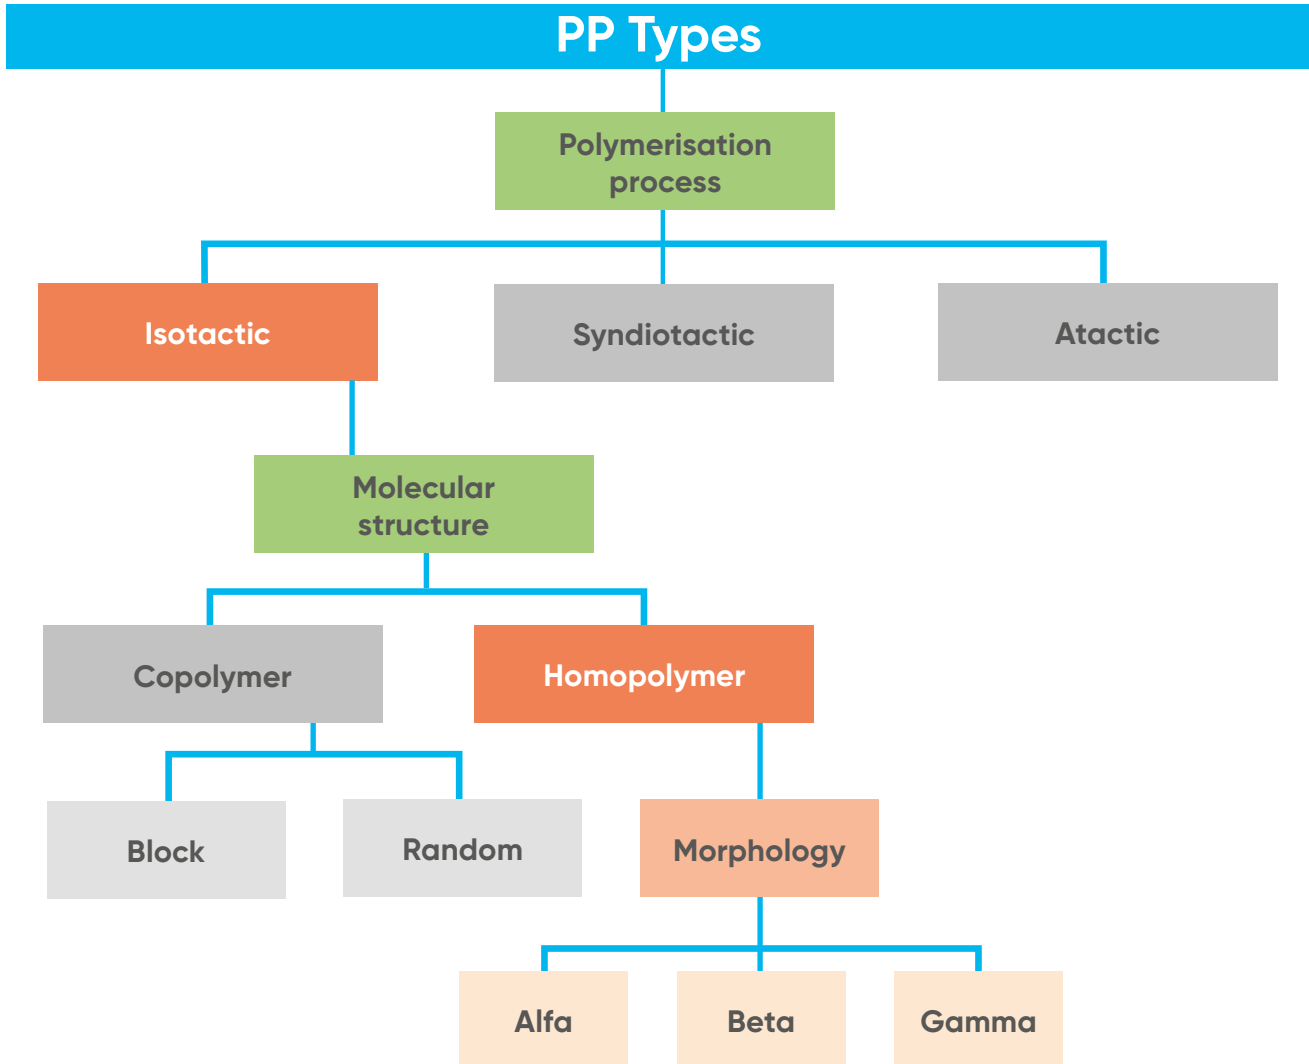 PP Types
Polymerisation
process
Isotactic
Syndiotactic
Atactic
Molecular
structure
Copolymer
Homopolymer
Block
Random
Morphology
Alfa
Beta
Gamma